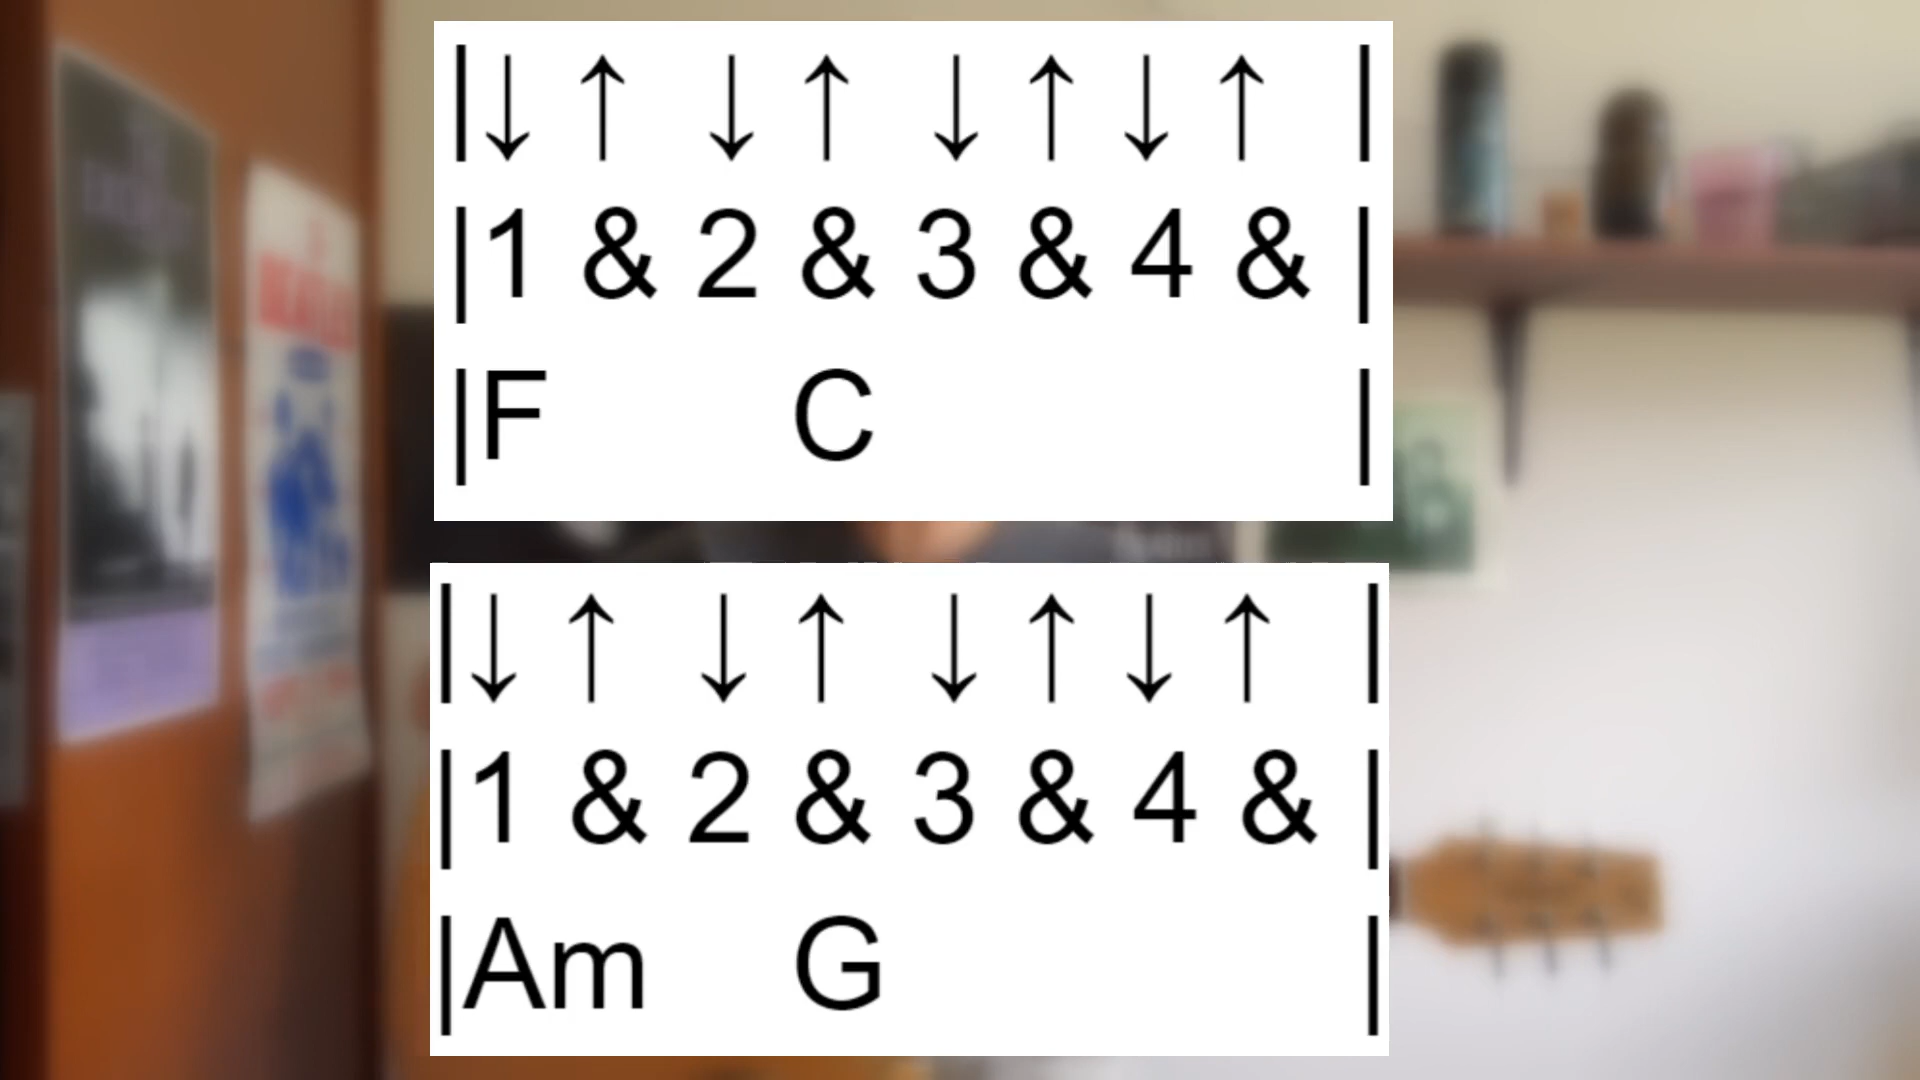 |↓ ↑ ↓ ↑ ↓ ↑ ↓ ↑ |
|1 & 2 & 3 & 4 & |
|F C |
|↓ ↑ ↓ ↑ ↓ ↑ ↓ ↑ |
|1 & 2 & 3 & 4 & |
|Am G |